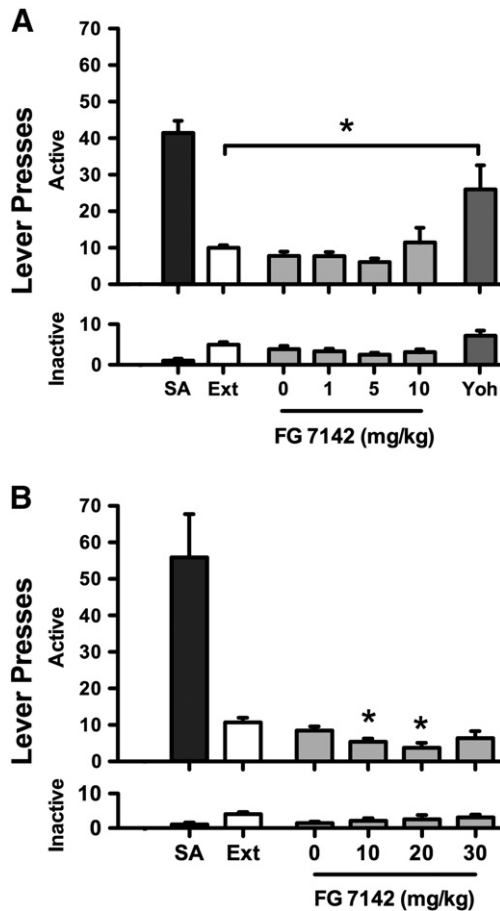 A
70
60
50
40
30
20
10
0
Lever Presses
Active
*
10
0
Inactive
SA Ext 0 1 5 10 Yoh
FG 7142 (mg/kg)
B
70
60
50
40
30
20
10
0
Lever Presses
Active
* *
10
0
Inactive
SA Ext 0 10 20 30
FG 7142 (mg/kg)